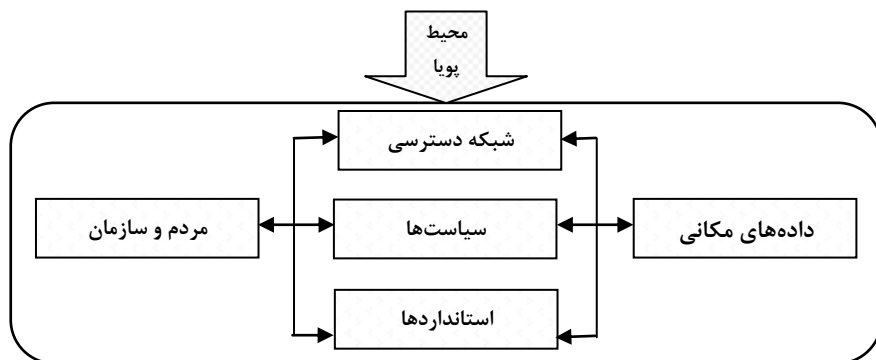 محیط
پویا
شبکه دسترسی
داده‌های مکانی
سیاست‌ها
مردم و سازمان
استانداردها